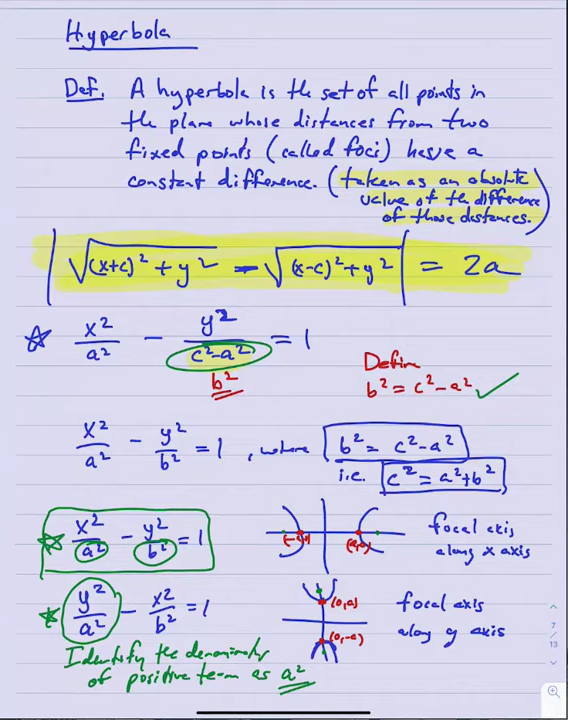 Hyperbola
Def. A hyperbola is the set of all points in
the plane whose distances from two
fixed points (called foci) have a
constant difference. (taken as an absolute
value of the difference
of those distances.)
|√((x+c)² + y²) - √((x-c)² + y²)| = 2a
☆ x²/a² - y²/(c²-a²) = 1
b²
Define
b² = c² - a² ✓
x²/a² - y²/b² = 1, where b² = c² - a²
i.e. c² = a² + b²
☆ x²/a² - y²/b² = 1
(-a,0) (a,0)
focal axis
along x axis
☆ y²/a² - x²/b² = 1
(0,a)
(0,-a)
focal axis
along y axis
Identify the denominator
of positive term as a²
7
/
13